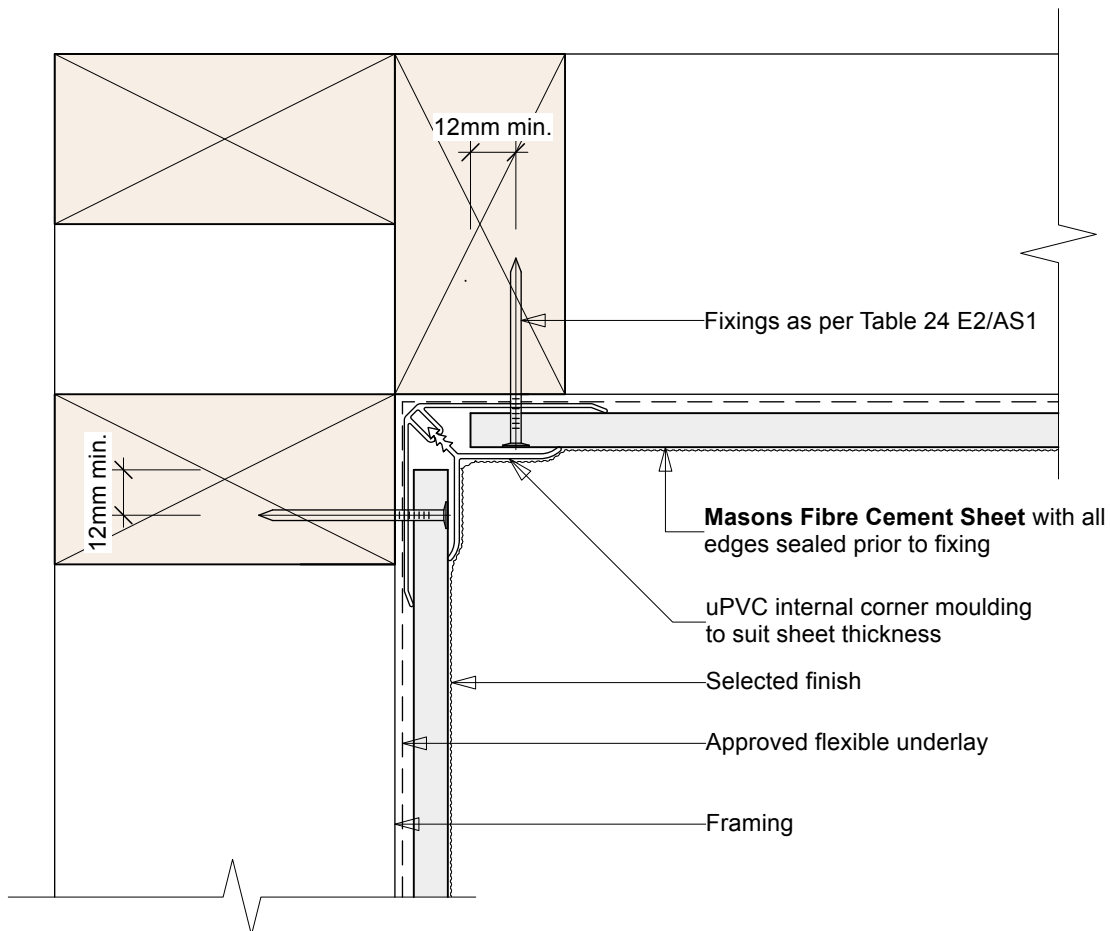 12mm min.
Fixings as per Table 24 E2/AS1
12mm min.
Masons Fibre Cement Sheet with all
edges sealed prior to fixing
uPVC internal corner moulding
to suit sheet thickness
Selected finish
Approved flexible underlay
Framing